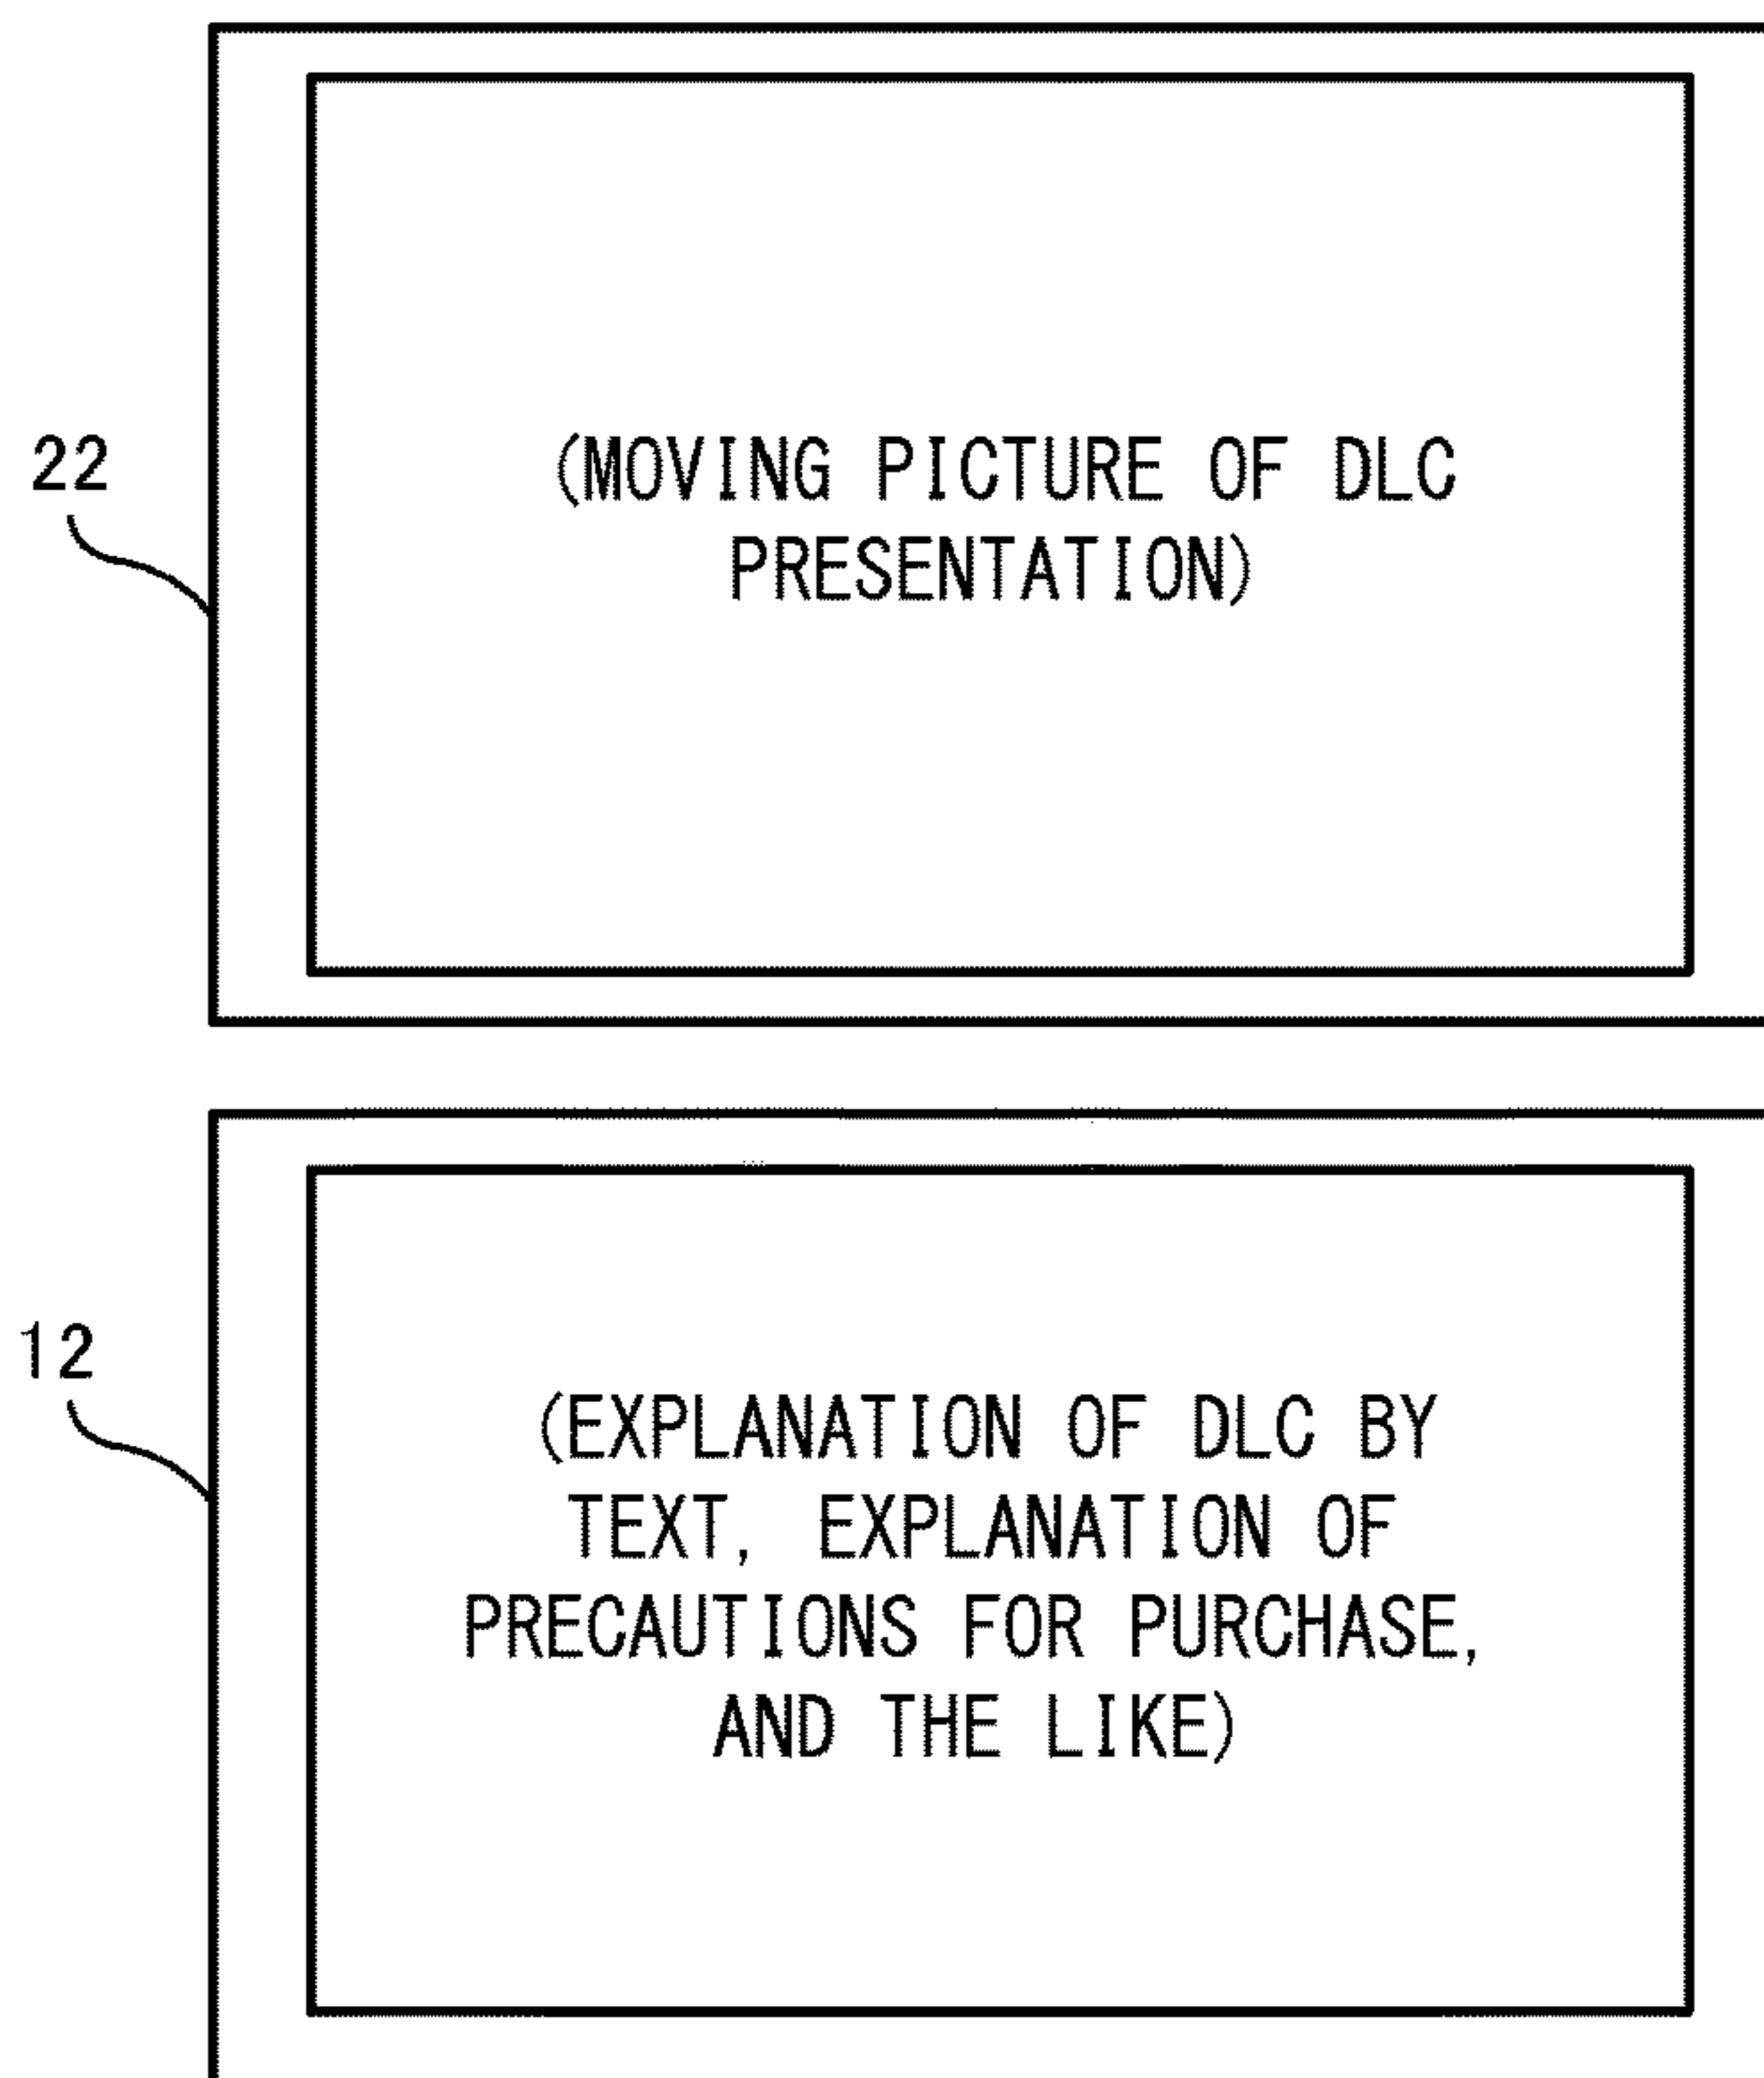 22
(MOVING PICTURE OF DLC
PRESENTATION)
12
(EXPLANATION OF DLC BY
TEXT, EXPLANATION OF
PRECAUTIONS FOR PURCHASE,
AND THE LIKE)